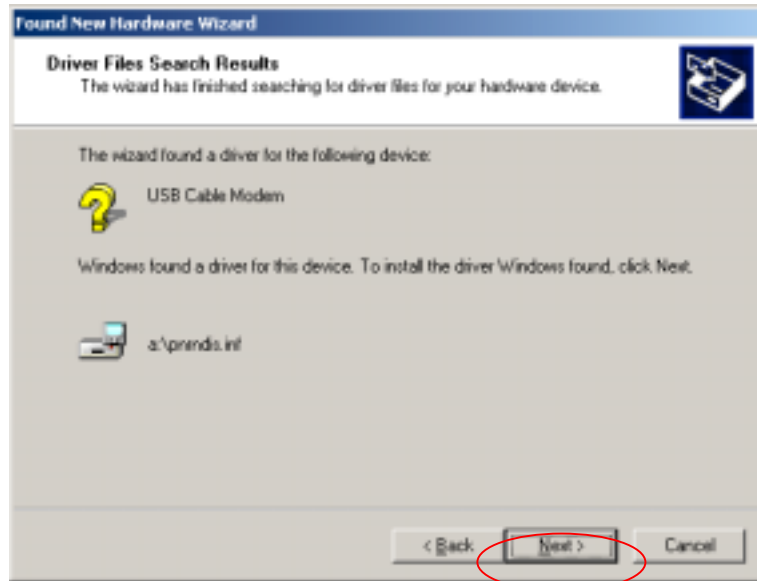 Found New Hardware Wizard
Driver Files Search Results
The wizard has finished searching for driver files for your hardware device.
The wizard found a driver for the following device:
USB Cable Modem
Windows found a driver for this device. To install the driver Windows found, click Next.
< Back
Next >
Cancel